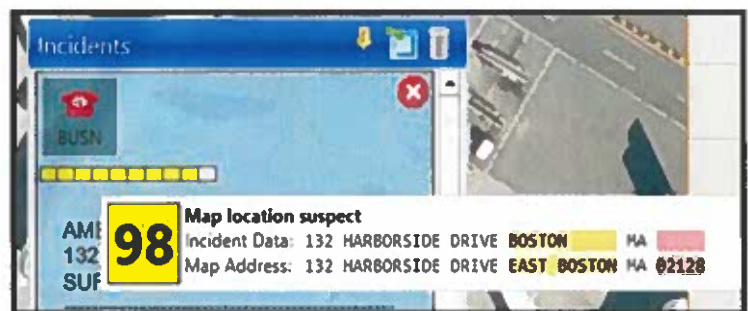 Incidents
BUSN
Map location suspect
98
Incident Data: 132 HARBORSIDE DRIVE BOSTON MA
Map Address: 132 HARBORSIDE DRIVE EAST BOSTON MA 02128
AME
132
SUF